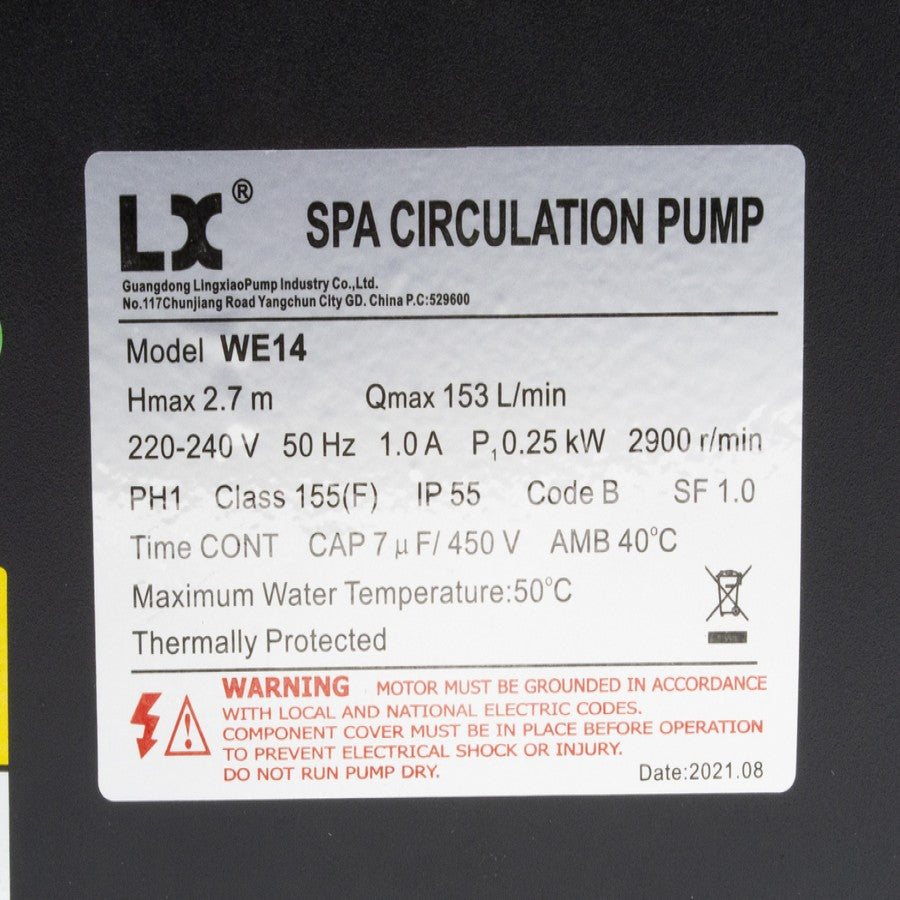 LX®
SPA CIRCULATION PUMP
Guangdong LingxiaoPump Industry Co.,Ltd.
No.117Chunjiang Road Yangchun City GD. China P.C:529600
Model WE14
Hmax 2.7 m Qmax 153 L/min
220-240 V 50 Hz 1.0 A P₁0.25 kW 2900 r/min
PH1 Class 155(F) IP 55 Code B SF 1.0
Time CONT CAP 7 μF/ 450 V AMB 40°C
Maximum Water Temperature:50°C
Thermally Protected
WARNING MOTOR MUST BE GROUNDED IN ACCORDANCE
WITH LOCAL AND NATIONAL ELECTRIC CODES.
COMPONENT COVER MUST BE IN PLACE BEFORE OPERATION
TO PREVENT ELECTRICAL SHOCK OR INJURY.
DO NOT RUN PUMP DRY.
Date:2021.08